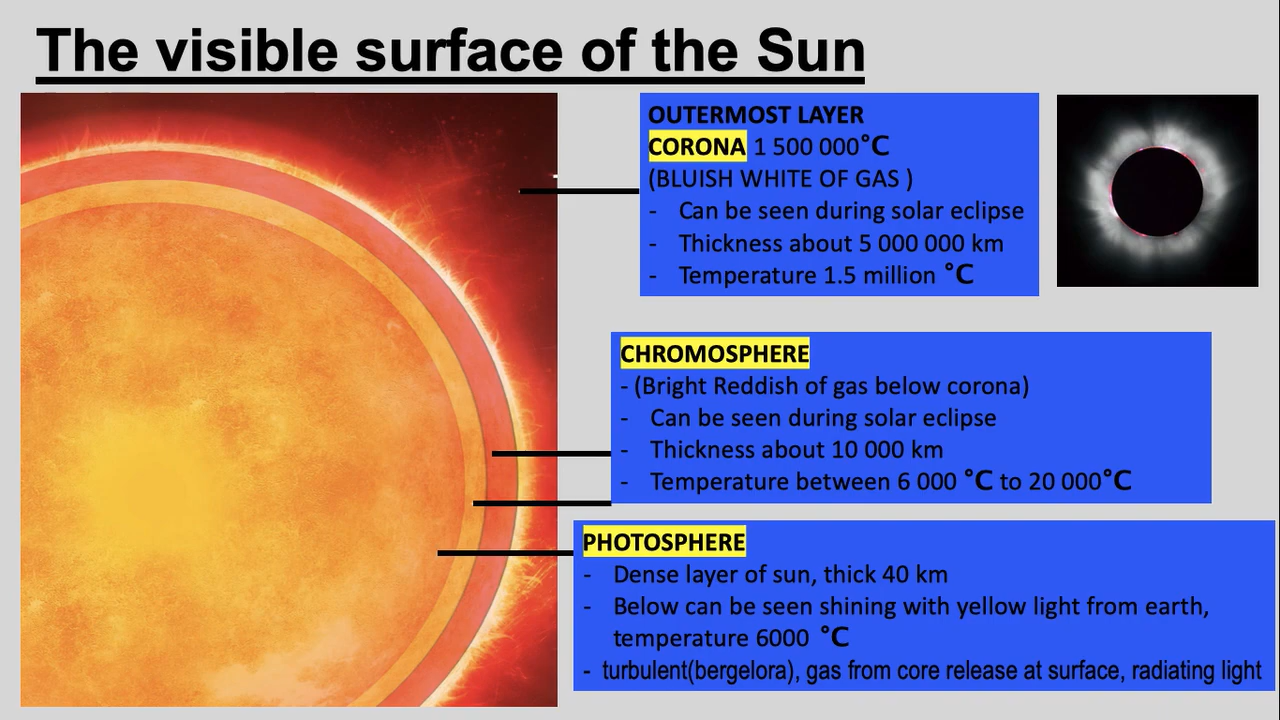 The visible surface of the Sun
OUTERMOST LAYER
CORONA 1 500 000°C
(BLUISH WHITE OF GAS )
- Can be seen during solar eclipse
- Thickness about 5 000 000 km
- Temperature 1.5 million °C
CHROMOSPHERE
- (Bright Reddish of gas below corona)
- Can be seen during solar eclipse
- Thickness about 10 000 km
- Temperature between 6 000 °C to 20 000°C
PHOTOSPHERE
- Dense layer of sun, thick 40 km
- Below can be seen shining with yellow light from earth,
temperature 6000 °C
- turbulent(bergelora), gas from core release at surface, radiating light